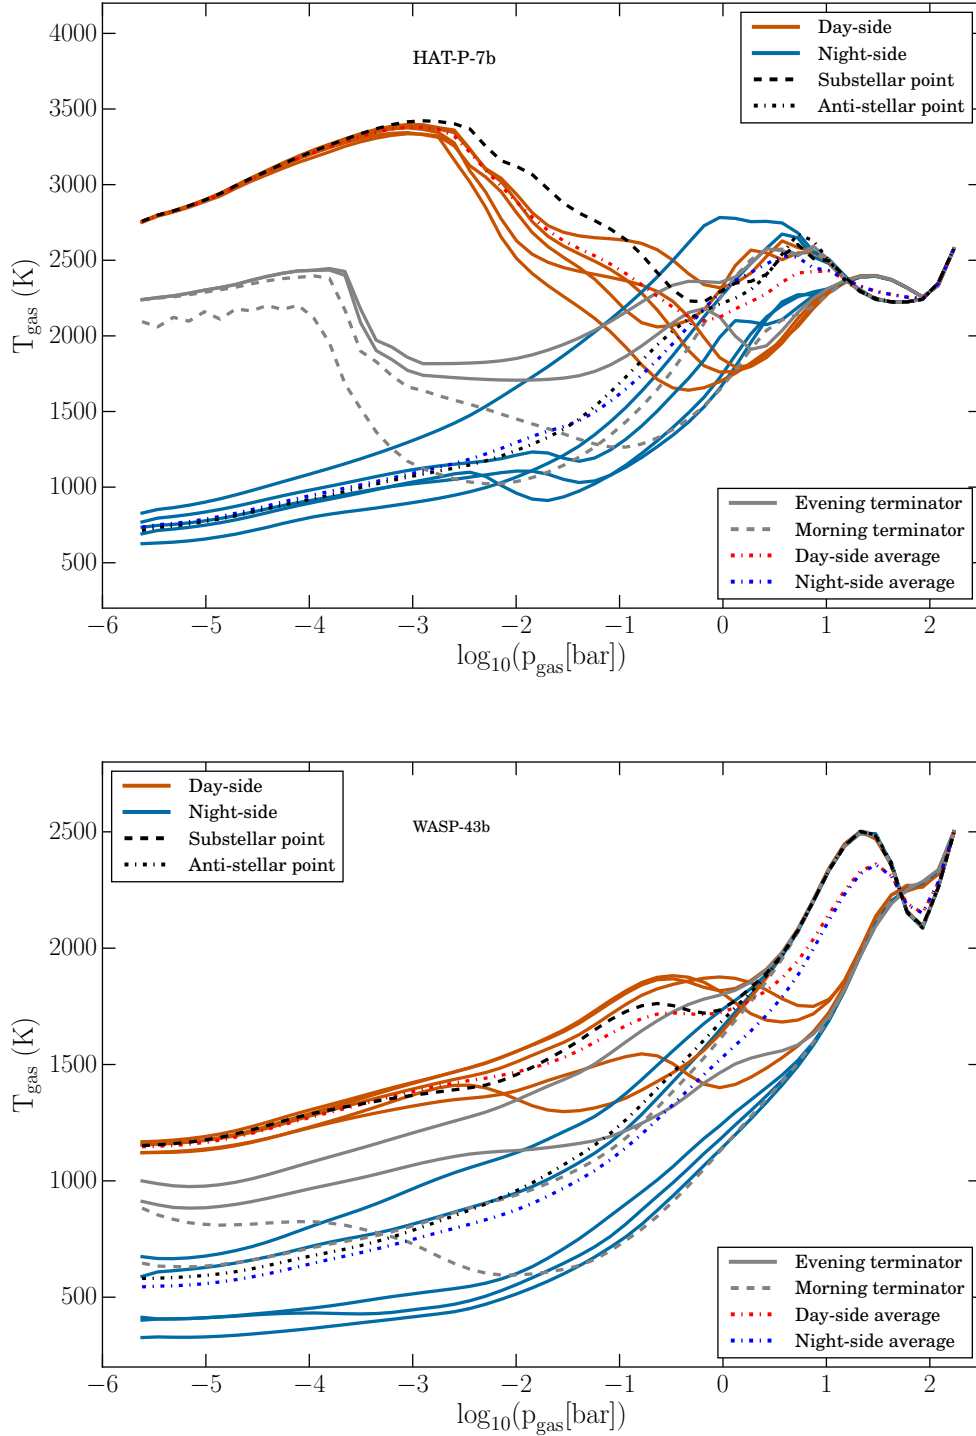 HAT-P-7b
Day-side
Night-side
Substellar point
Anti-stellar point
4000
3500
3000
2500
2000
1500
1000
500
T_gas (K)
Evening terminator
Morning terminator
Day-side average
Night-side average
−6 −5 −4 −3 −2 −1 0 1 2
log10(p_gas[bar])
Day-side
Night-side
Substellar point
Anti-stellar point
WASP-43b
2500
2000
1500
1000
500
T_gas (K)
Evening terminator
Morning terminator
Day-side average
Night-side average
−6 −5 −4 −3 −2 −1 0 1 2
log10(p_gas[bar])